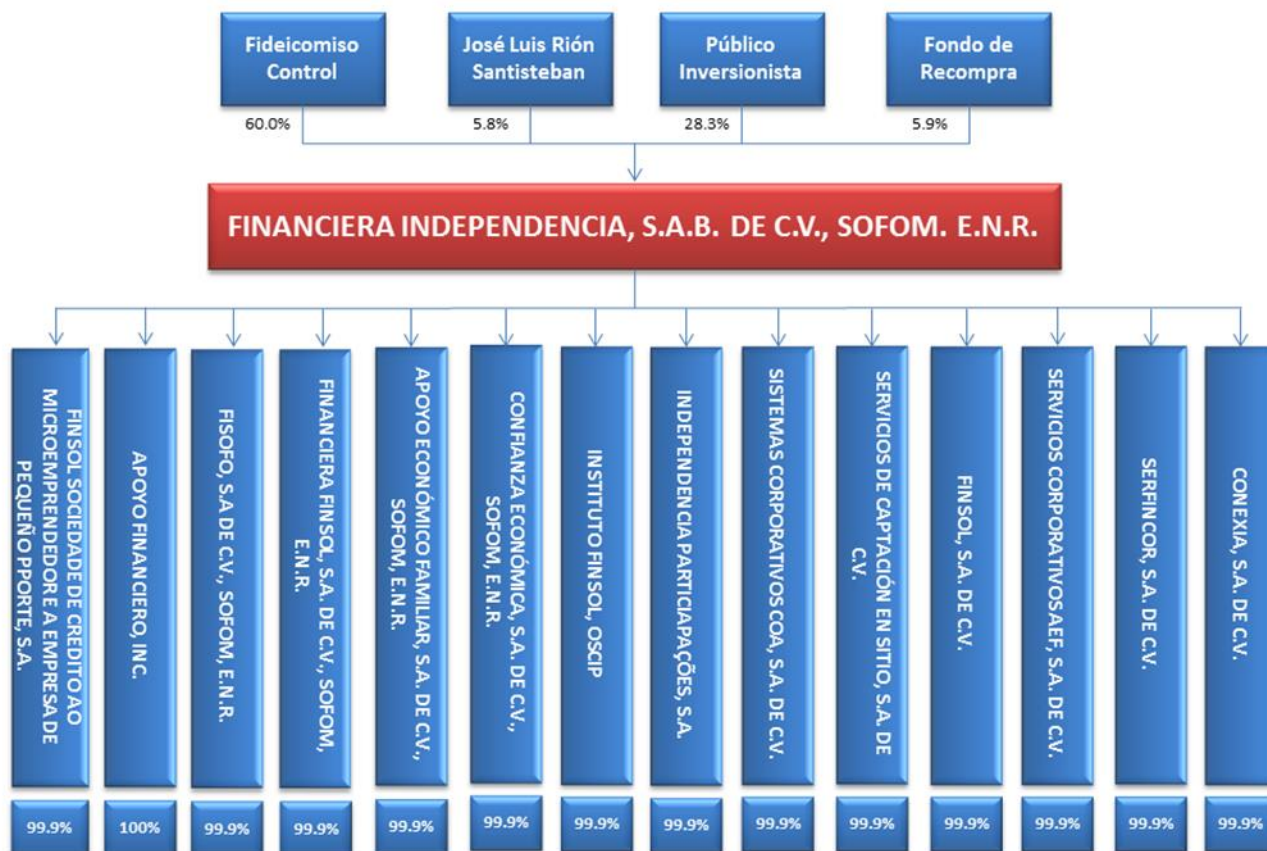 Fideicomiso
Control
José Luis Rión
Santisteban
Público
Inversionista
Fondo de
Recompra
60.0%
5.8%
28.3%
5.9%
FINANCIERA INDEPENDENCIA, S.A.B. DE C.V., SOFOM. E.N.R.
FINSOL SOCIEDADE DE CREDITO AO
MICROEMPRENDEDOR E A EMPRESA DE
PEQUEÑO PPORTE, S.A.
APOYO FINANCIERO, INC.
FISOFO, S.A DE C.V., SOFOM, E.N.R.
FINANCIERA FINSOL, S.A. DE C.V., SOFOM,
E.N.R.
APOYO ECONÓMICO FAMILIAR, S.A. DE C.V.,
SOFOM, E.N.R.
CONFIANZA ECONÓMICA, S.A. DE C.V.,
SOFOM, E.N.R.
INSTITUTO FINSOL, OSCIP
INDEPENDENCIA PARTICIAPAÇÕES, S.A.
SISTEMAS CORPORATIVOS COA, S.A. DE C.V.
SERVICIOS DE CAPTACIÓN EN SITIO, S.A. DE
C.V.
FINSOL, S.A. DE C.V.
SERVICIOS CORPORATIVOS AEF, S.A. DE C.V.
SERFINCOR, S.A. DE C.V.
CONEXIA, S.A. DE C.V.
99.9%
100%
99.9%
99.9%
99.9%
99.9%
99.9%
99.9%
99.9%
99.9%
99.9%
99.9%
99.9%
99.9%